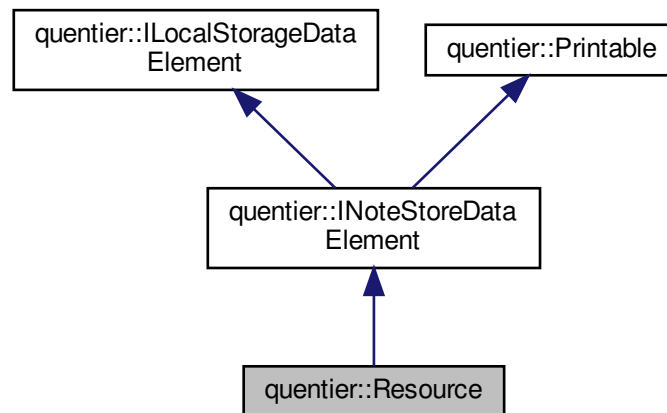 quentier::ILocalStorageData
Element
quentier::Printable
quentier::INoteStoreData
Element
quentier::Resource